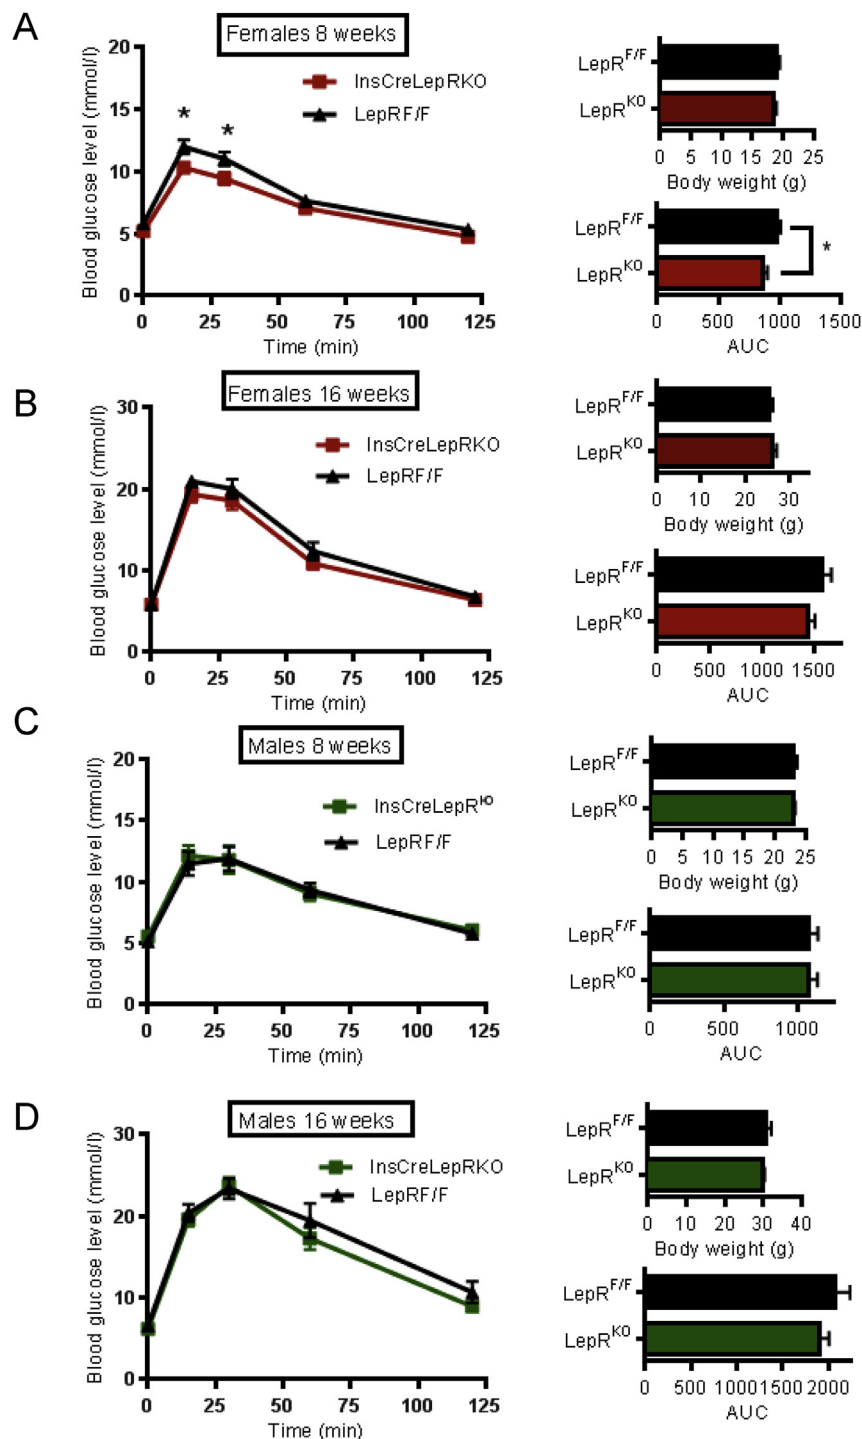 A
Females 8 weeks
InsCreLepRKO
LepRF/F
* *
Blood glucose level (mmol/l)
20
15
10
5
0
0 25 50 75 100 125
Time (min)
LepR^F/F
LepR^KO
0 5 10 15 20 25
Body weight (g)
LepR^F/F
LepR^KO
*
0 500 1000 1500
AUC
B
Females 16 weeks
InsCreLepRKO
LepRF/F
Blood glucose level (mmol/l)
30
20
10
0
0 25 50 75 100 125
Time (min)
LepR^F/F
LepR^KO
0 10 20 30
Body weight (g)
LepR^F/F
LepR^KO
0 500 1000 1500
AUC
C
Males 8 weeks
InsCreLepR^KO
LepRF/F
Blood glucose level (mmol/l)
20
15
10
5
0
0 25 50 75 100 125
Time (min)
LepR^F/F
LepR^KO
0 5 10 15 20 25
Body weight (g)
LepR^F/F
LepR^KO
0 500 1000
AUC
D
Males 16 weeks
InsCreLepRKO
LepRF/F
Blood glucose level (mmol/l)
30
20
10
0
0 25 50 75 100 125
Time (min)
LepR^F/F
LepR^KO
0 10 20 30 40
Body weight (g)
LepR^F/F
LepR^KO
0 500 1000 1500 2000
AUC